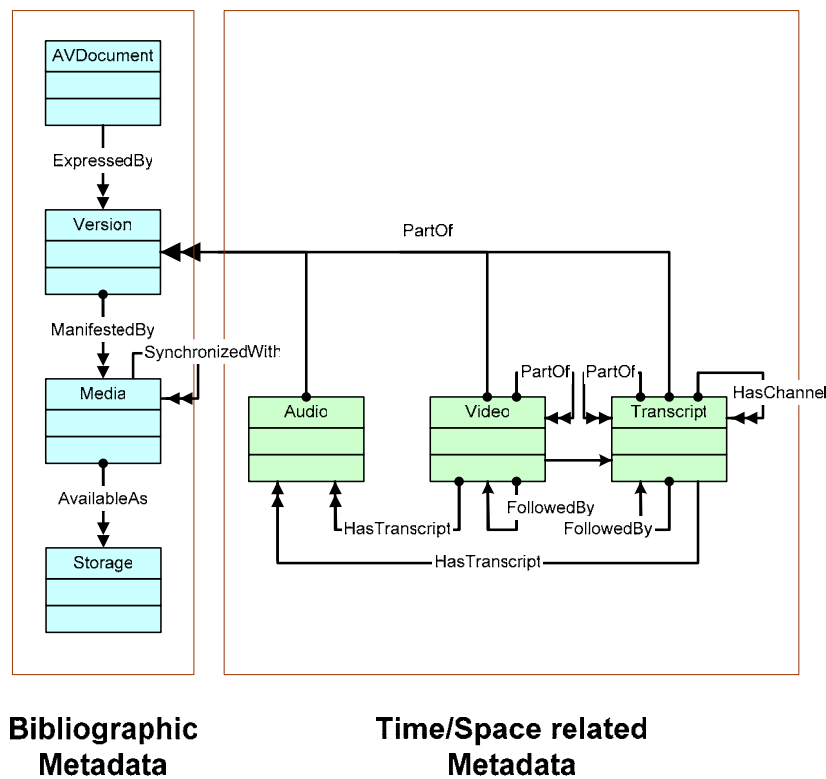 AVDocument
ExpressedBy
Version
PartOf
ManifestedBy
SynchronizedWith
Media
PartOf
PartOf
HasChannel
Audio
Video
Transcript
AvailableAs
FollowedBy
HasTranscript
FollowedBy
Storage
HasTranscript
Bibliographic
Metadata
Time/Space related
Metadata